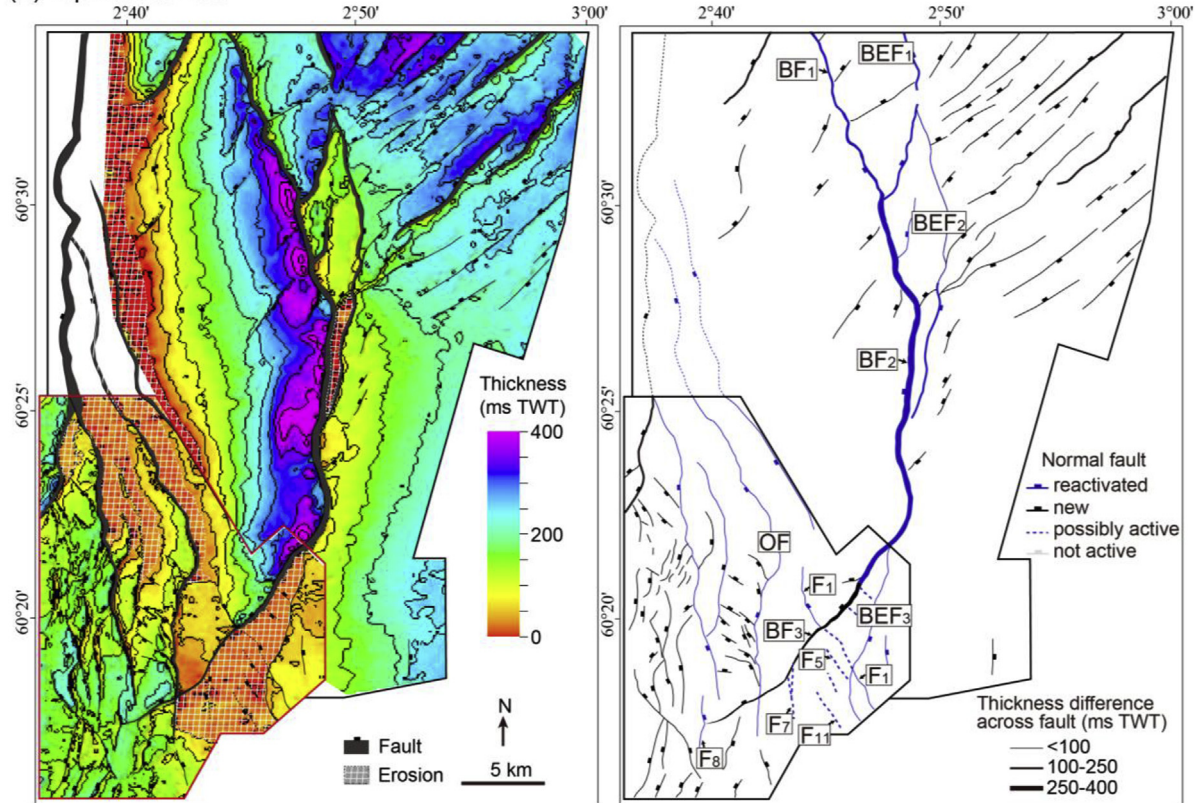 2°40'
2°50'
3°00'
2°40'
2°50'
3°00'
60°30'
60°25'
60°20'
Thickness
(ms TWT)
400
200
0
N
Fault
Erosion
5 km
60°30'
60°25'
60°20'
BF1
BEF1
BEF2
BF2
OF
F1
BEF3
BF3
F5
F1
F7
F11
F8
Normal fault
reactivated
new
possibly active
not active
Thickness difference
across fault (ms TWT)
<100
100-250
250-400